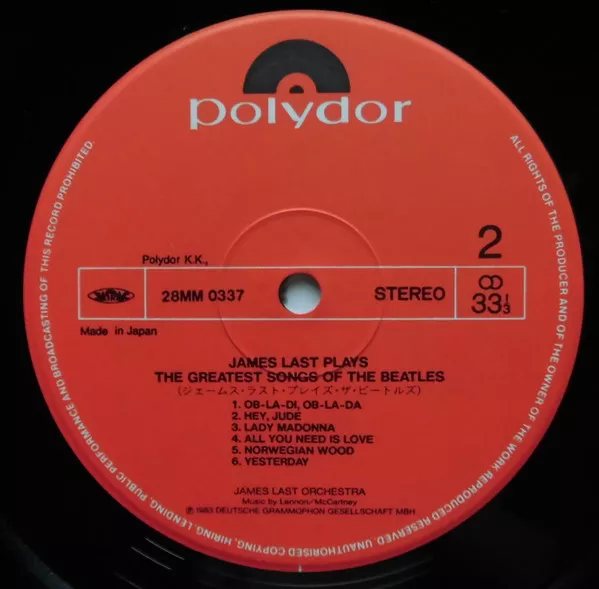 polydor
ALL RIGHTS OF THE PRODUCER AND OF THE OWNER OF THE WORK REPRODUCED RESERVED. UNAUTHORISED COPYING, HIRING, LENDING, PUBLIC PERFORMANCE AND BROADCASTING OF THIS RECORD PROHIBITED.
2
Polydor K.K.,
JASRAC
28MM 0337
STEREO
33 1/3
Made in Japan
JAMES LAST PLAYS
THE GREATEST SONGS OF THE BEATLES
(ジェームス・ラスト・プレイズ・ザ・ビートルズ)
1. OB-LA-DI, OB-LA-DA
2. HEY, JUDE
3. LADY MADONNA
4. ALL YOU NEED IS LOVE
5. NORWEGIAN WOOD
6. YESTERDAY
JAMES LAST ORCHESTRA
Music by Lennon/McCartney
℗ 1983 DEUTSCHE GRAMMOPHON GESELLSCHAFT MBH